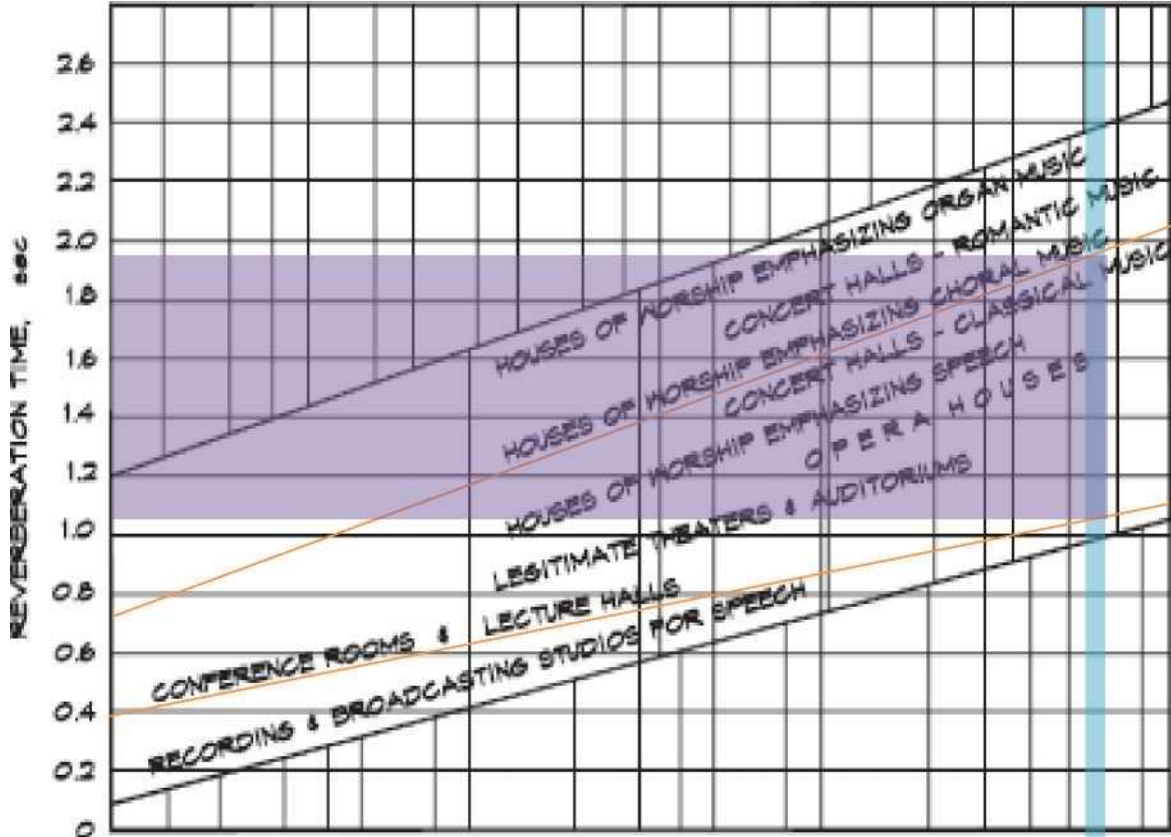 2.6
2.4
2.2
2.0
1.8
1.6
1.4
1.2
1.0
0.8
0.6
0.4
0.2
0
REVERBERATION TIME, sec
HOUSES OF WORSHIP EMPHASIZING ORGAN MUSIC
CONCERT HALLS - ROMANTIC MUSIC
HOUSES OF WORSHIP EMPHASIZING CHORAL MUSIC
CONCERT HALLS - CLASSICAL MUSIC
HOUSES OF WORSHIP EMPHASIZING SPEECH
OPERA HOUSES
LEGITIMATE THEATERS & AUDITORIUMS
CONFERENCE ROOMS & LECTURE HALLS
RECORDING & BROADCASTING STUDIOS FOR SPEECH